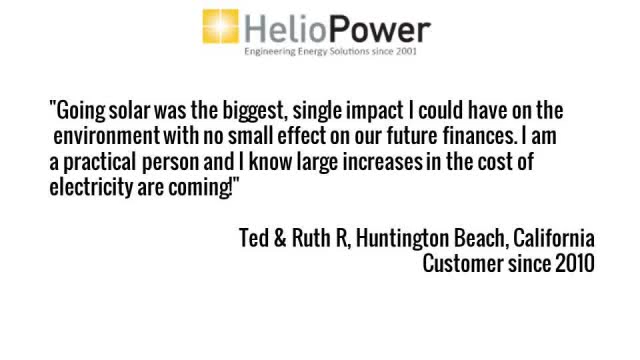 HelioPower
Engineering Energy Solutions since 2001
"Going solar was the biggest, single impact I could have on the
environment with no small effect on our future finances. I am
a practical person and I know large increases in the cost of
electricity are coming!"
Ted & Ruth R, Huntington Beach, California
Customer since 2010